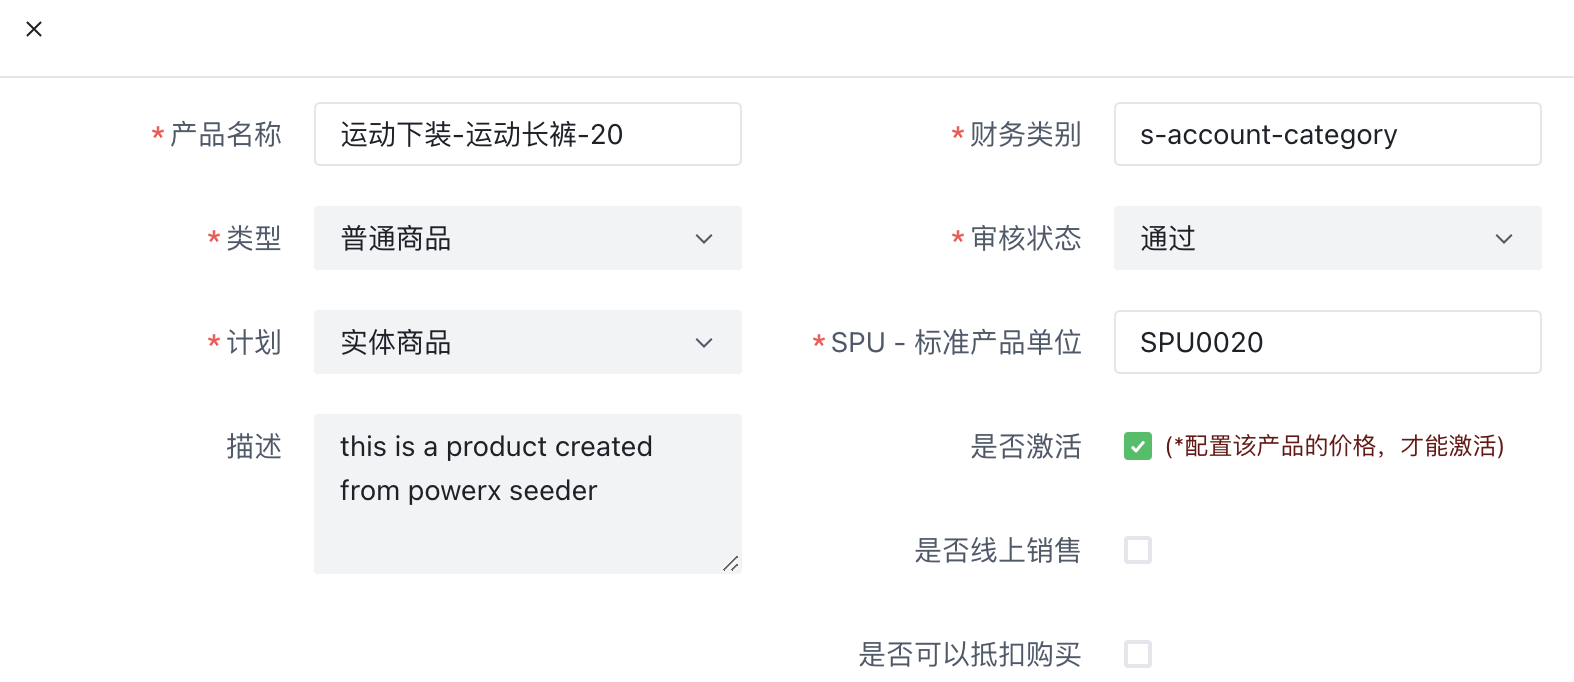 * 产品名称 运动下装-运动长裤-20
* 财务类别 s-account-category
* 类型 普通商品
* 审核状态 通过
* 计划 实体商品
* SPU - 标准产品单位 SPU0020
描述 this is a product created
from powerx seeder
是否激活 (*配置该产品的价格，才能激活)
是否线上销售
是否可以抵扣购买